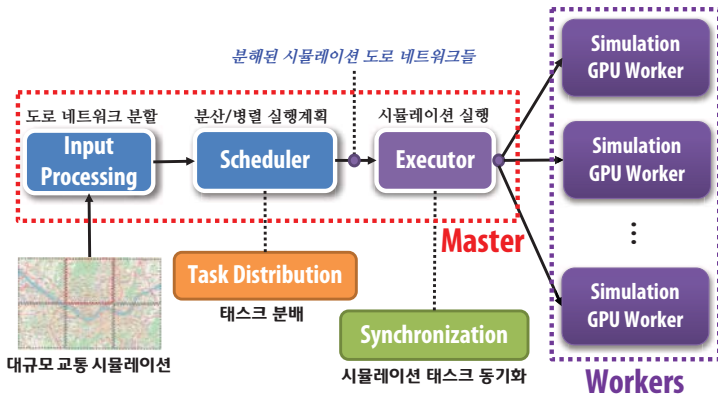 분해된 시뮬레이션 도로 네트워크들
도로 네트워크 분할
분산/병렬 실행계획
시뮬레이션 실행
Input
Processing
Scheduler
Executor
Master
Task Distribution
태스크 분배
Synchronization
시뮬레이션 태스크 동기화
대규모 교통 시뮬레이션
Simulation
GPU Worker
Simulation
GPU Worker
...
Simulation
GPU Worker
Workers